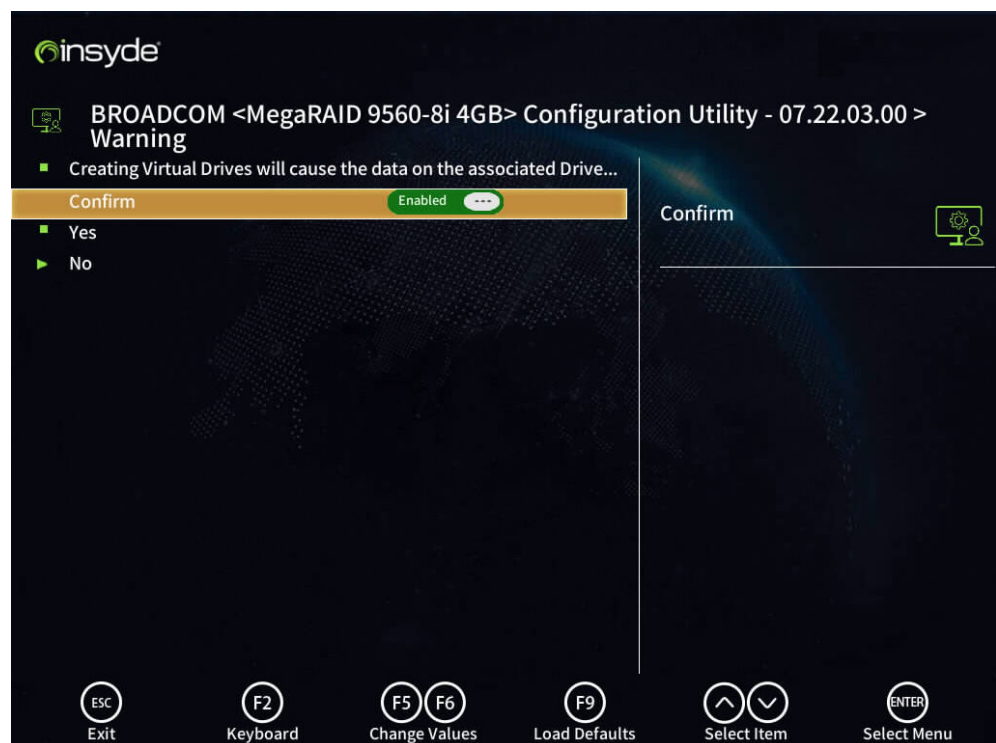 insyde
BROADCOM <MegaRAID 9560-8i 4GB> Configuration Utility - 07.22.03.00 >
Warning
Creating Virtual Drives will cause the data on the associated Drive...
Confirm
Enabled
Confirm
Yes
No
ESC
F2
F5
F6
F9
ENTER
Exit
Keyboard
Change Values
Load Defaults
Select Item
Select Menu